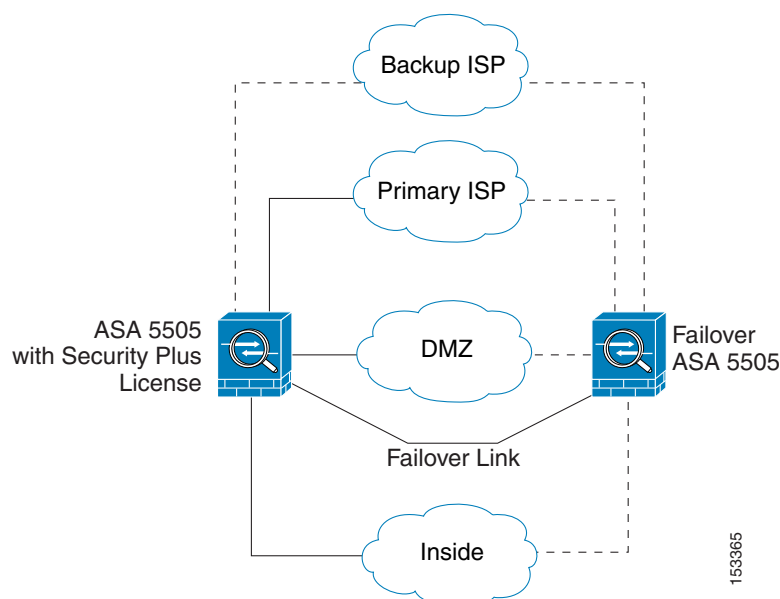 Backup ISP
Primary ISP
ASA 5505
with Security Plus
License
DMZ
Failover
ASA 5505
Failover Link
Inside
153365